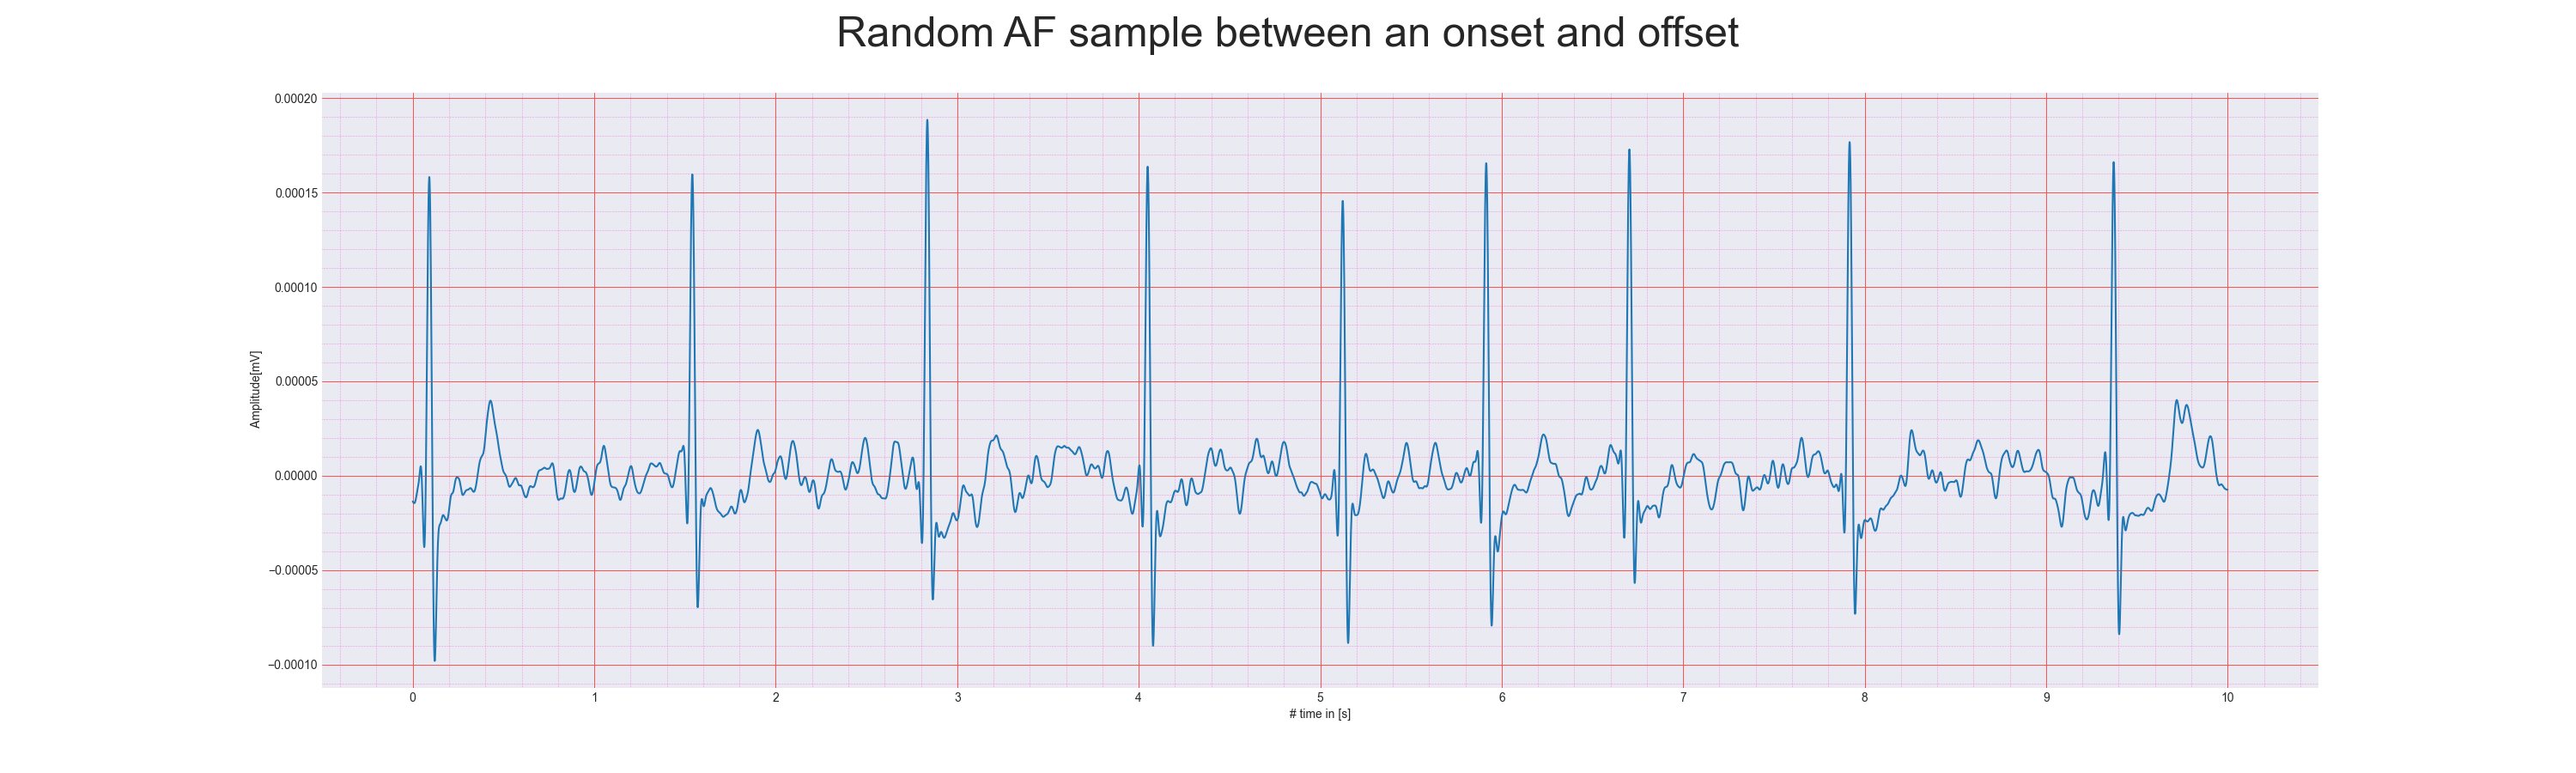 Random AF sample between an onset and offset
0.00020
0.00015
0.00010
0.00005
0.00000
−0.00005
−0.00010
Amplitude[mV]
0 1 2 3 4 5 6 7 8 9 10
# time in [s]